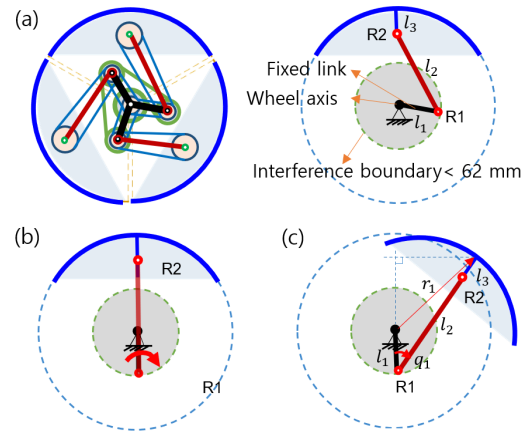 (a)
R2
l₃
l₂
Fixed link
Wheel axis
l₁
R1
Interference boundary< 62 mm
(b)
R2
R1
(c)
l₃
R2
r₁
l₂
l₁
q₁
R1